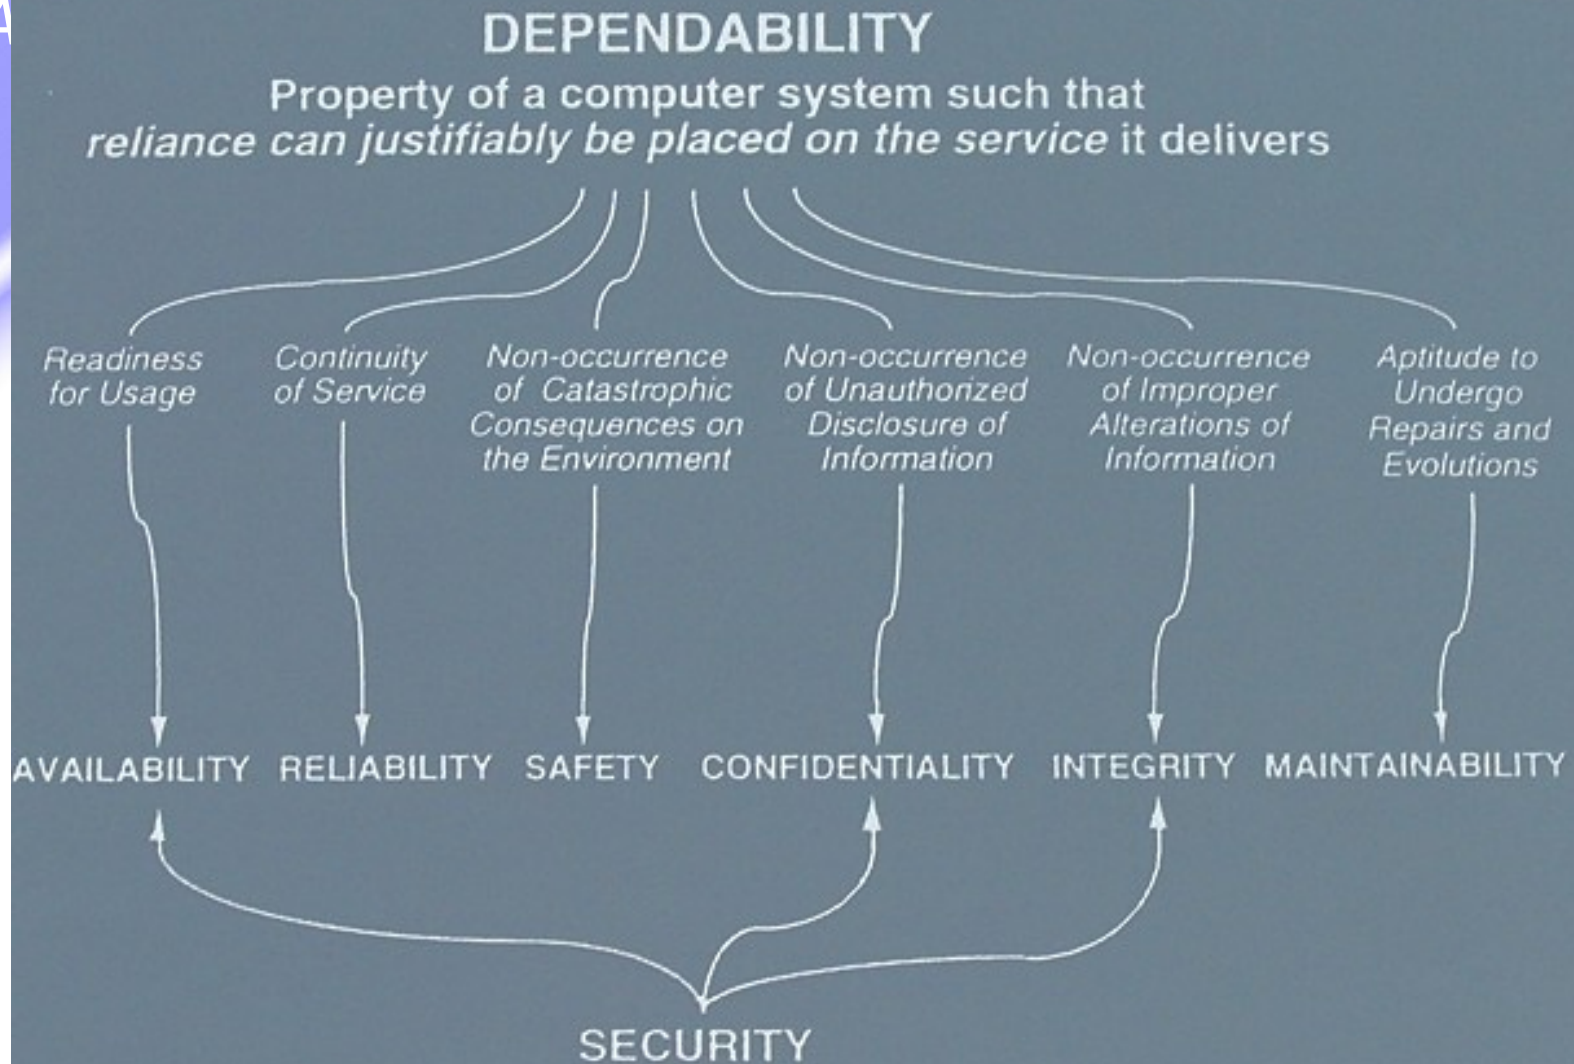 DEPENDABILITY
Property of a computer system such that
reliance can justifiably be placed on the service it delivers
Readiness
for Usage
Continuity
of Service
Non-occurrence
of Catastrophic
Consequences on
the Environment
Non-occurrence
of Unauthorized
Disclosure of
Information
Non-occurrence
of Improper
Alterations of
Information
Aptitude to
Undergo
Repairs and
Evolutions
AVAILABILITY RELIABILITY SAFETY CONFIDENTIALITY INTEGRITY MAINTAINABILITY
SECURITY